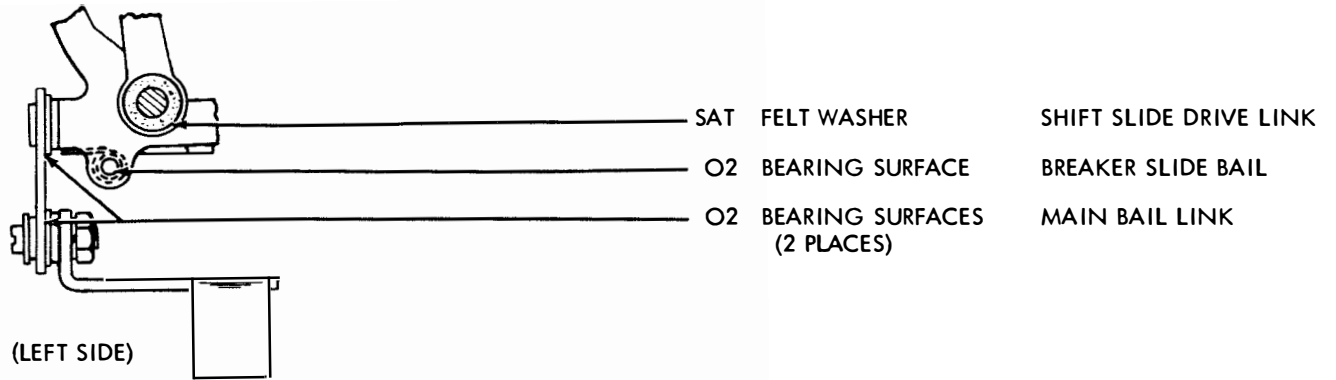 SAT FELT WASHER SHIFT SLIDE DRIVE LINK
O2 BEARING SURFACE BREAKER SLIDE BAIL
O2 BEARING SURFACES MAIN BAIL LINK
(2 PLACES)
(LEFT SIDE)